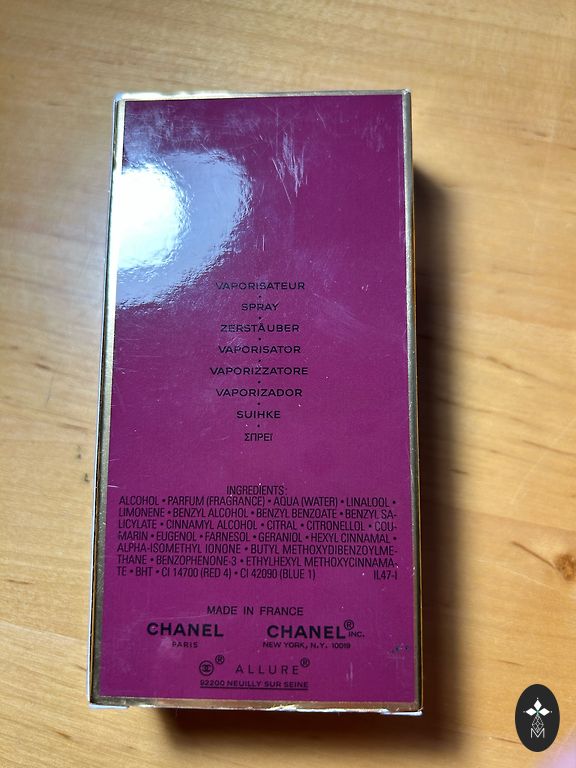 VAPORISATEUR
•
SPRAY
•
ZERSTÄUBER
•
VAPORISATOR
•
VAPORIZZATORE
•
VAPORIZADOR
•
SUIHKE
•
ΣΠΡΕΪ
INGREDIENTS:
ALCOHOL • PARFUM (FRAGRANCE) • AQUA (WATER) • LINALOOL •
LIMONENE • BENZYL ALCOHOL • BENZYL BENZOATE • BENZYL SA-
LICYLATE • CINNAMYL ALCOHOL • CITRAL • CITRONELLOL • COU-
MARIN • EUGENOL • FARNESOL • GERANIOL • HEXYL CINNAMAL •
ALPHA-ISOMETHYL IONONE • BUTYL METHOXYDIBENZOYLME-
THANE • BENZOPHENONE-3 • ETHYLHEXYL METHOXYCINNAMA-
TE • BHT • CI 14700 (RED 4) • CI 42090 (BLUE 1) IL47-I
MADE IN FRANCE
CHANEL CHANEL® INC.
PARIS NEW YORK, N.Y. 10019
® ALLURE®
92200 NEUILLY SUR SEINE
M